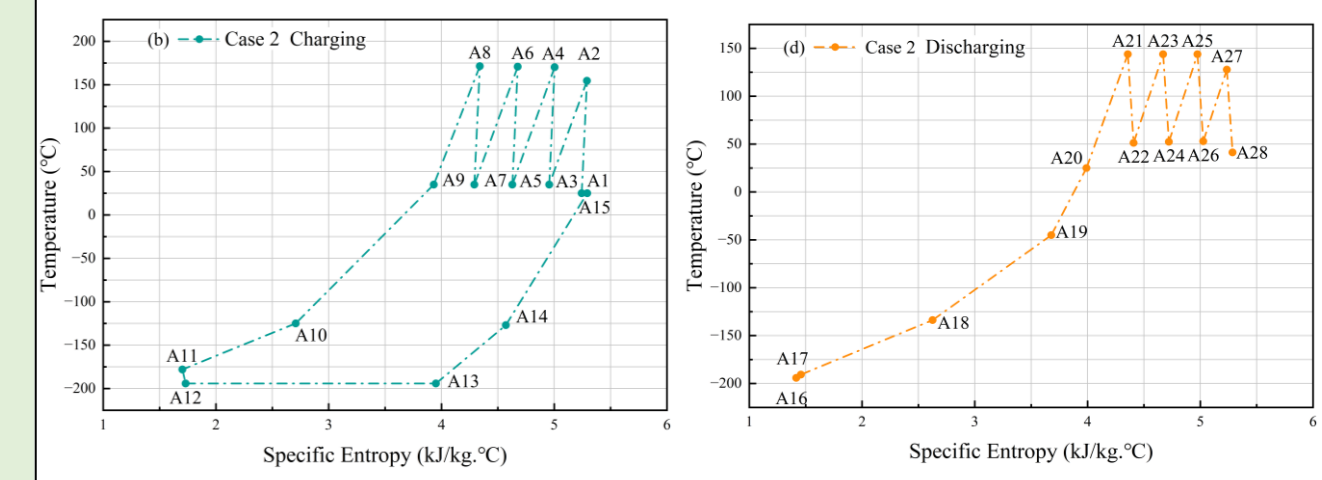 (b) Case 2 Charging
200
150
100
50
0
−50
−100
−150
−200
Temperature (°C)
A8 A6 A4 A2
A9 A7 A5 A3 A1
A15
A14
A10
A11
A13
A12
1 2 3 4 5 6
Specific Entropy (kJ/kg.°C)
(d) Case 2 Discharging
150
100
50
0
−50
−100
−150
−200
Temperature (°C)
A21 A23 A25
A27
A20 A22 A24 A26 A28
A19
A18
A17
A16
1 2 3 4 5 6
Specific Entropy (kJ/kg.°C)